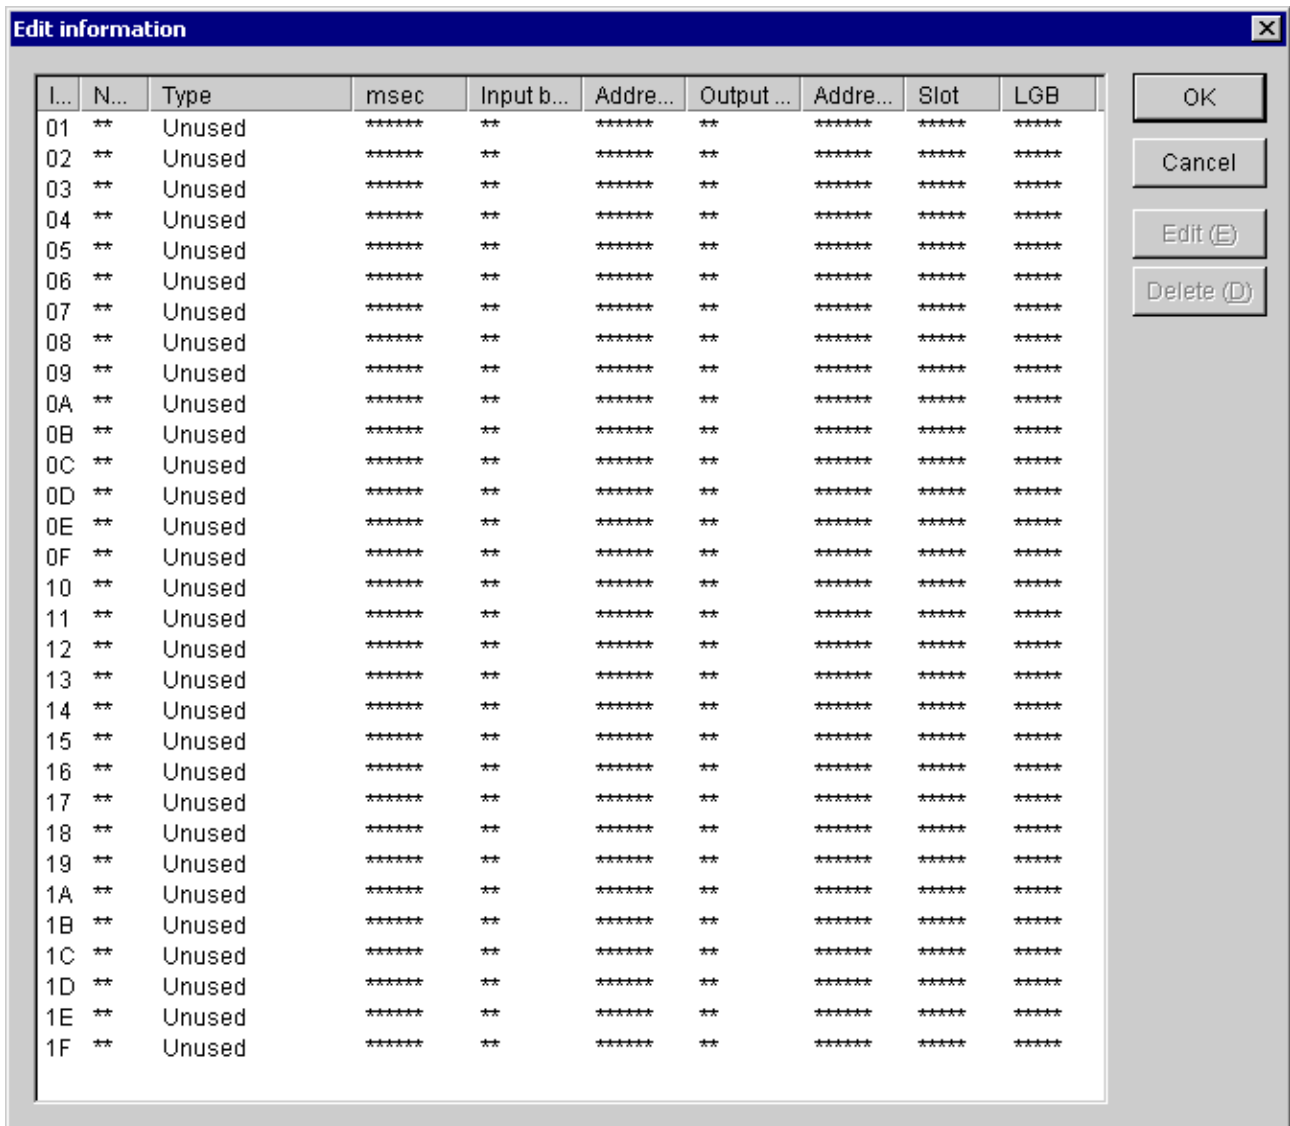 Edit information
I... N... Type msec Input b... Addre... Output ... Addre... Slot LGB
01 ** Unused ****** ** ****** ** ****** ***** *****
02 ** Unused ****** ** ****** ** ****** ***** *****
03 ** Unused ****** ** ****** ** ****** ***** *****
04 ** Unused ****** ** ****** ** ****** ***** *****
05 ** Unused ****** ** ****** ** ****** ***** *****
06 ** Unused ****** ** ****** ** ****** ***** *****
07 ** Unused ****** ** ****** ** ****** ***** *****
08 ** Unused ****** ** ****** ** ****** ***** *****
09 ** Unused ****** ** ****** ** ****** ***** *****
0A ** Unused ****** ** ****** ** ****** ***** *****
0B ** Unused ****** ** ****** ** ****** ***** *****
0C ** Unused ****** ** ****** ** ****** ***** *****
0D ** Unused ****** ** ****** ** ****** ***** *****
0E ** Unused ****** ** ****** ** ****** ***** *****
0F ** Unused ****** ** ****** ** ****** ***** *****
10 ** Unused ****** ** ****** ** ****** ***** *****
11 ** Unused ****** ** ****** ** ****** ***** *****
12 ** Unused ****** ** ****** ** ****** ***** *****
13 ** Unused ****** ** ****** ** ****** ***** *****
14 ** Unused ****** ** ****** ** ****** ***** *****
15 ** Unused ****** ** ****** ** ****** ***** *****
16 ** Unused ****** ** ****** ** ****** ***** *****
17 ** Unused ****** ** ****** ** ****** ***** *****
18 ** Unused ****** ** ****** ** ****** ***** *****
19 ** Unused ****** ** ****** ** ****** ***** *****
1A ** Unused ****** ** ****** ** ****** ***** *****
1B ** Unused ****** ** ****** ** ****** ***** *****
1C ** Unused ****** ** ****** ** ****** ***** *****
1D ** Unused ****** ** ****** ** ****** ***** *****
1E ** Unused ****** ** ****** ** ****** ***** *****
1F ** Unused ****** ** ****** ** ****** ***** *****
OK
Cancel
Edit (E)
Delete (D)